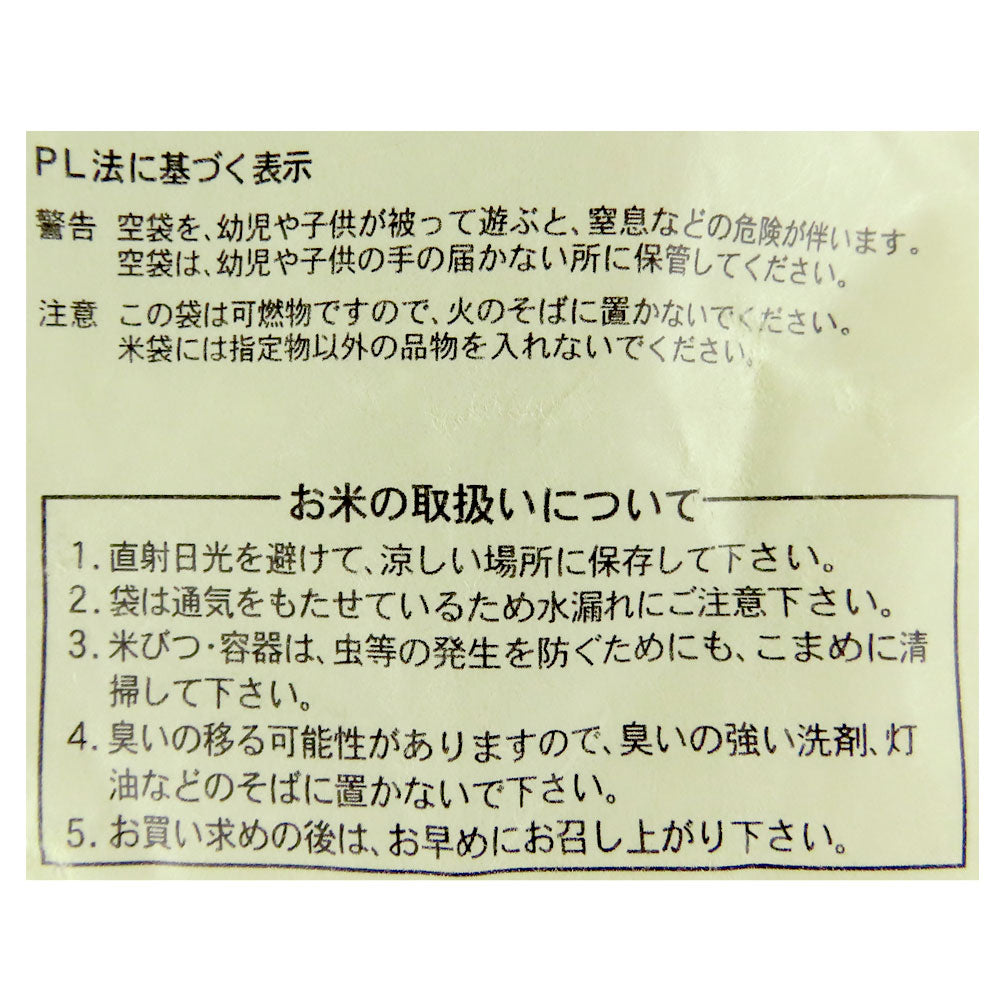 PL法に基づく表示
警告 空袋を、幼児や子供が被って遊ぶと、窒息などの危険が伴います。
空袋は、幼児や子供の手の届かない所に保管してください。
注意 この袋は可燃物ですので、火のそばに置かないでください。
米袋には指定物以外の品物を入れないでください。
お米の取扱いについて
1. 直射日光を避けて、涼しい場所に保存して下さい。
2. 袋は通気をもたせているため水漏れにご注意下さい。
3. 米びつ・容器は、虫等の発生を防ぐためにも、こまめに清
掃して下さい。
4. 臭いの移る可能性がありますので、臭いの強い洗剤、灯
油などのそばに置かないで下さい。
5. お買い求めの後は、お早めにお召し上がり下さい。